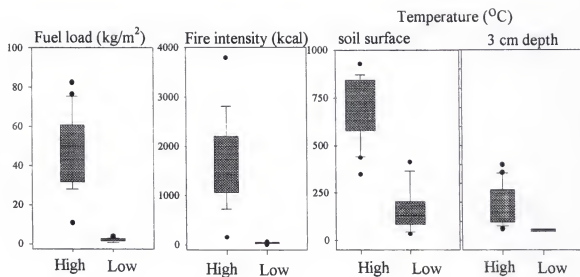 Temperature (°C)
Fuel load (kg/m²) Fire intensity (kcal) soil surface 3 cm depth
100 4000 1000
80
3000 750
60
2000 500
40
1000 250
20
0 0 0
High Low High Low High Low High Low